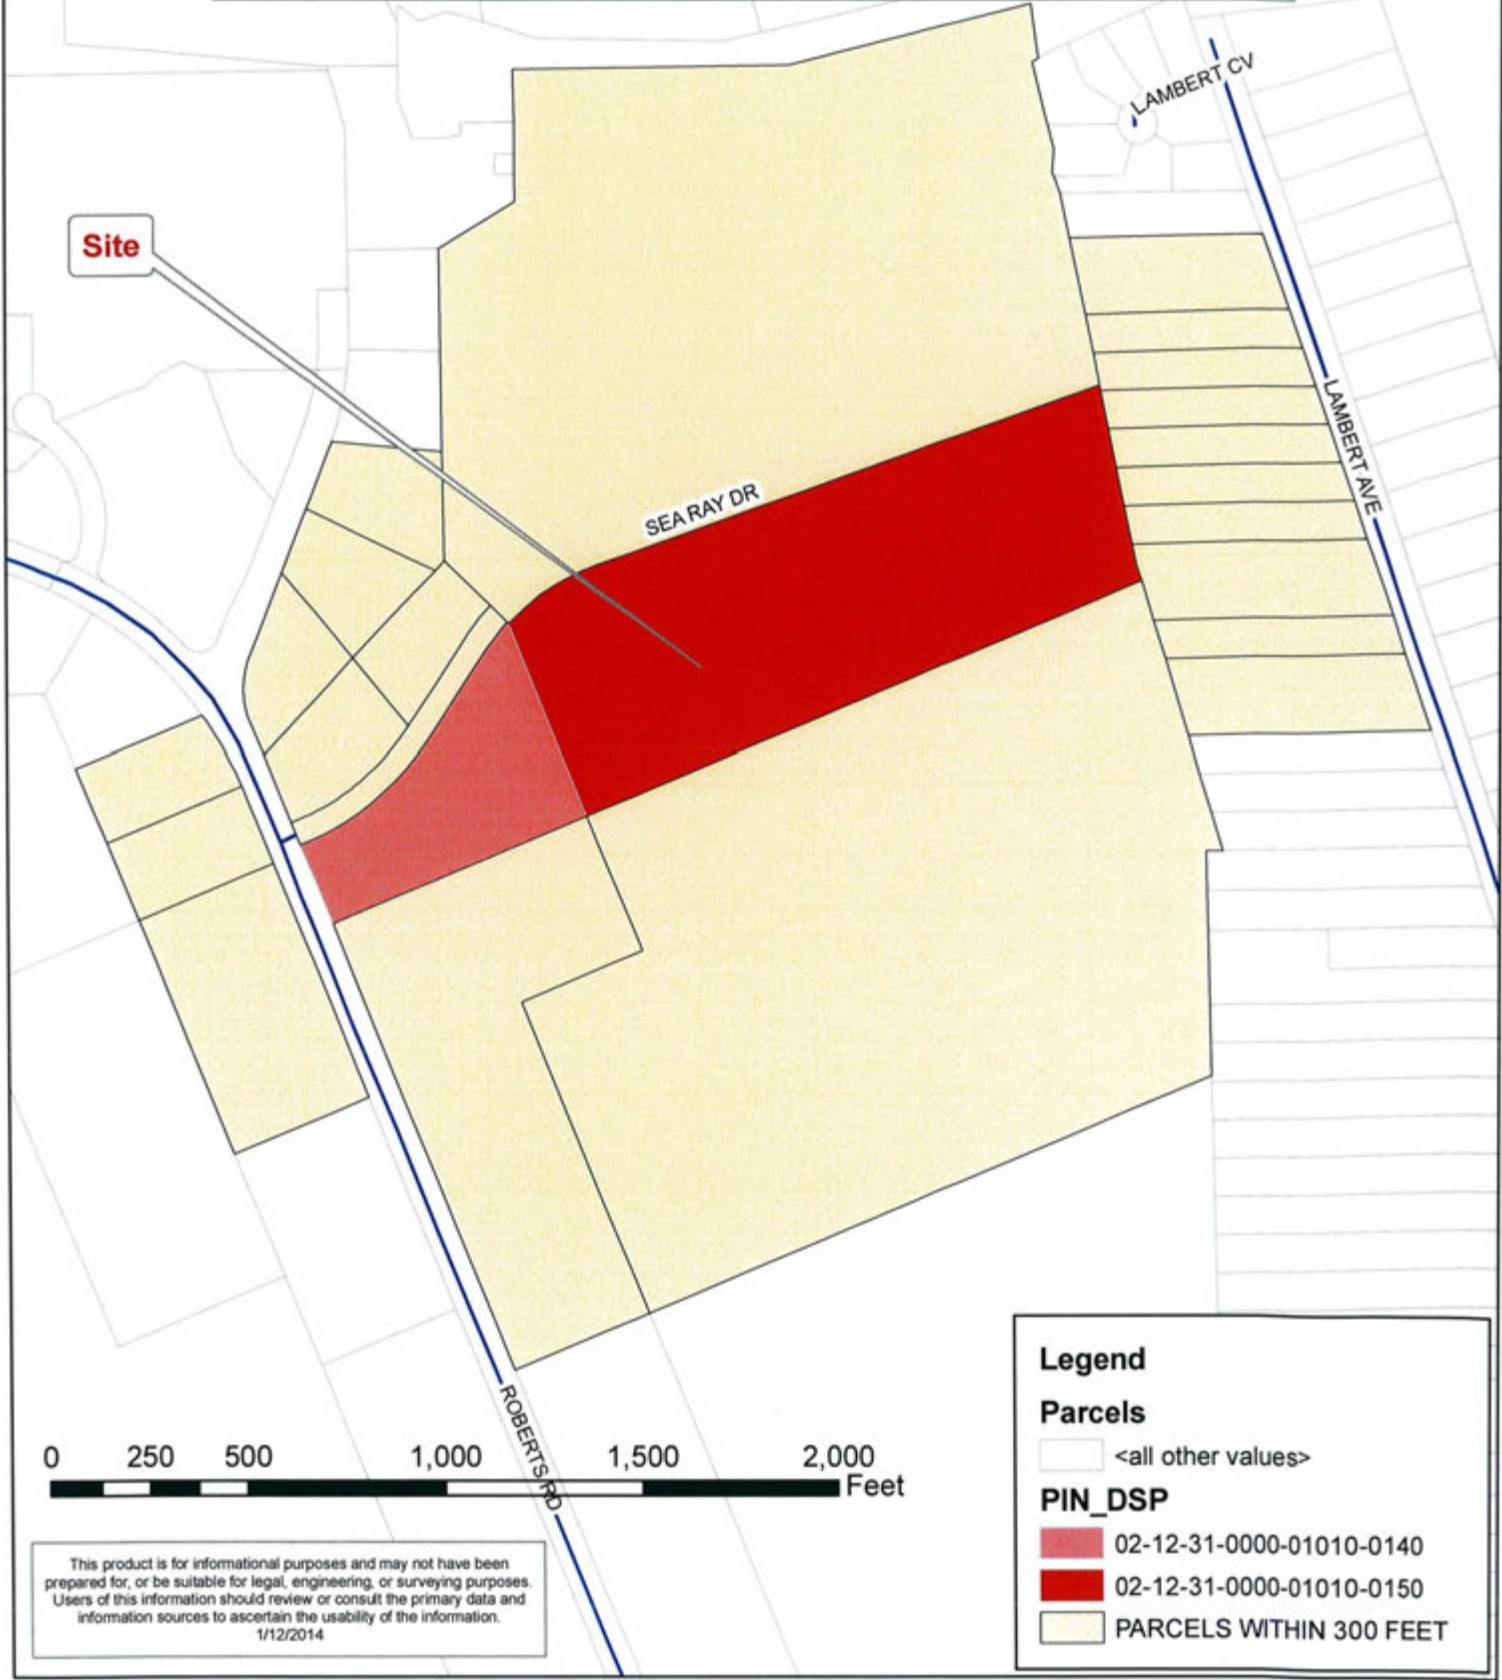 LAMBERT CV
Site
LAMBERT AVE
SEA RAY DR
ROBERTS RD
0 250 500 1,000 1,500 2,000
Feet
This product is for informational purposes and may not have been
prepared for, or be suitable for legal, engineering, or surveying purposes.
Users of this information should review or consult the primary data and
information sources to ascertain the usability of the information.
1/12/2014
Legend
Parcels
<all other values>
PIN_DSP
02-12-31-0000-01010-0140
02-12-31-0000-01010-0150
PARCELS WITHIN 300 FEET